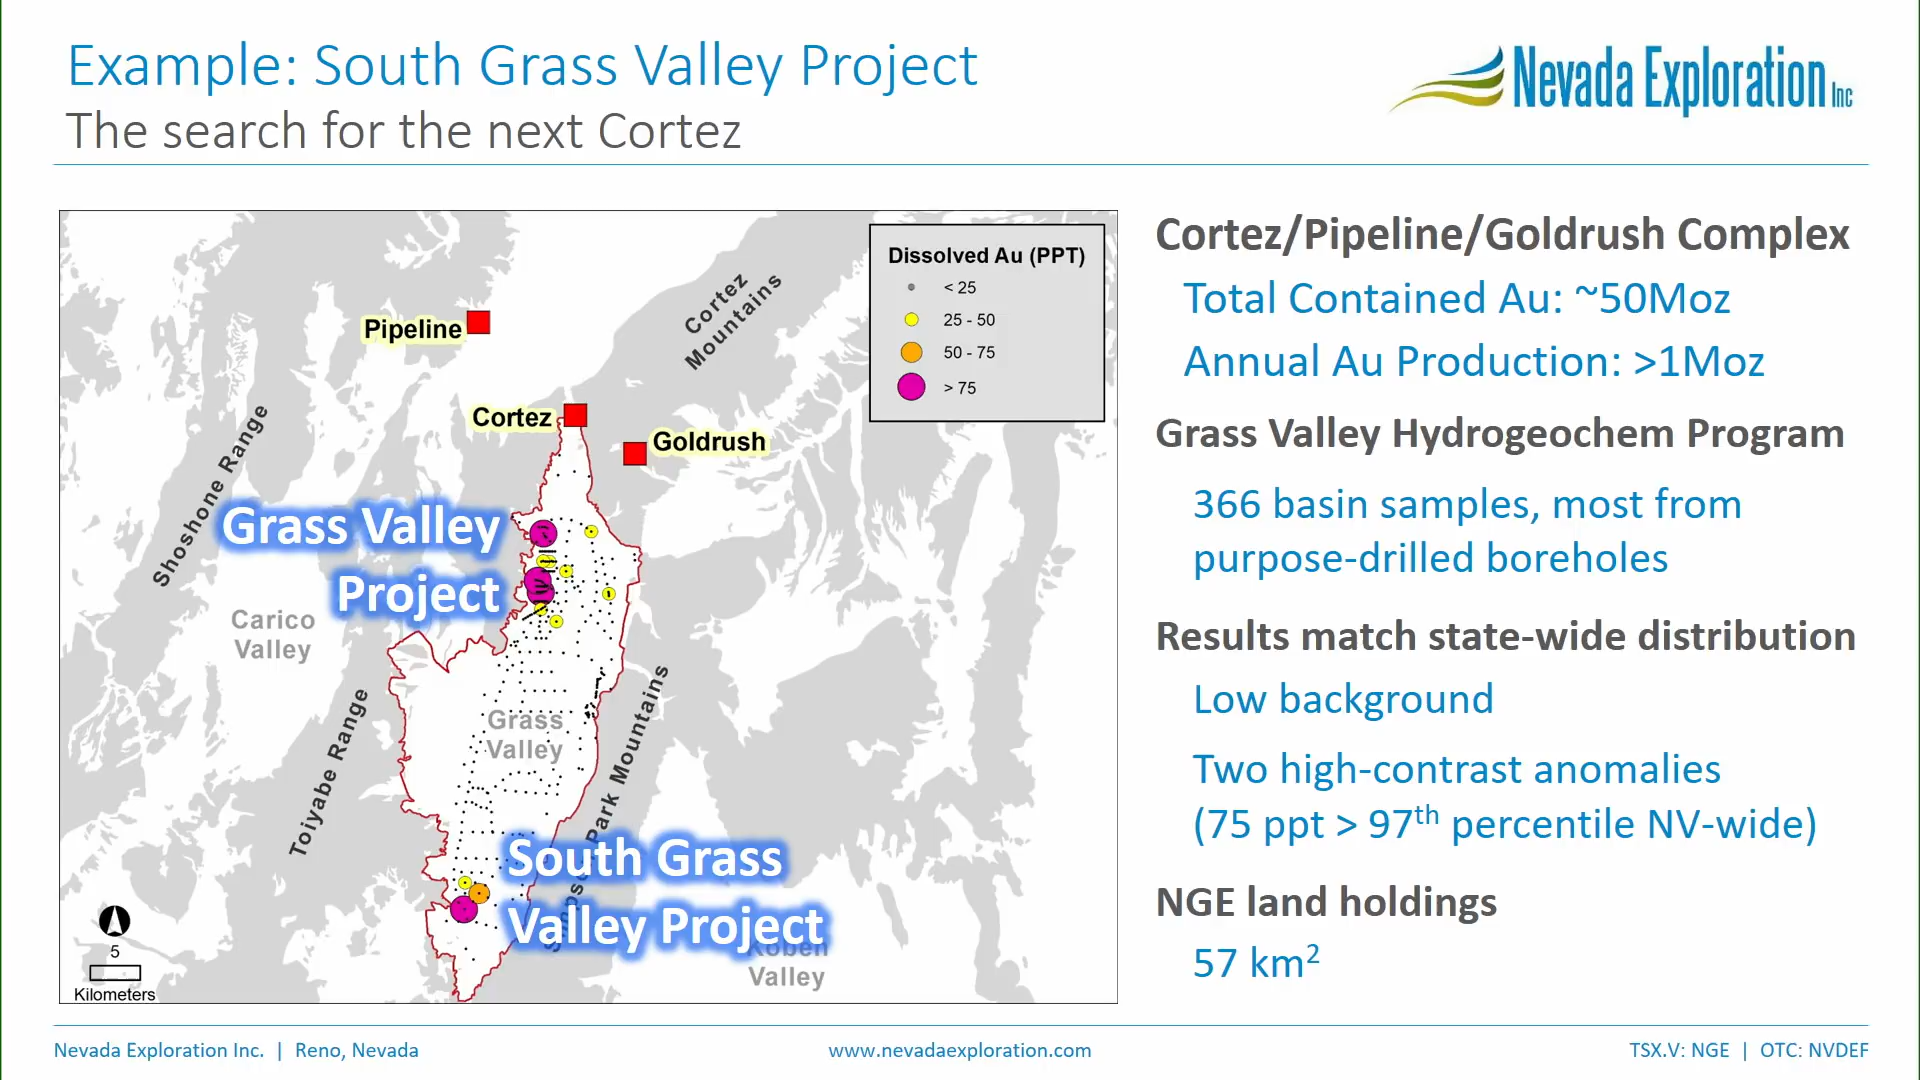 Example: South Grass Valley Project
The search for the next Cortez
Nevada Exploration Inc
Dissolved Au (PPT)
< 25
25 - 50
50 - 75
> 75
Cortez
Mountains
Pipeline
Cortez
Goldrush
Shoshone Range
Grass Valley
Project
Carico
Valley
Toiyabe Range
Grass
Valley
Park Mountains
South Grass
Valley Project
Koben
Valley
5
Kilometers
Cortez/Pipeline/Goldrush Complex
Total Contained Au: ~50Moz
Annual Au Production: >1Moz
Grass Valley Hydrogeochem Program
366 basin samples, most from
purpose-drilled boreholes
Results match state-wide distribution
Low background
Two high-contrast anomalies
(75 ppt > 97th percentile NV-wide)
NGE land holdings
57 km²
Nevada Exploration Inc. | Reno, Nevada
www.nevadaexploration.com
TSX.V: NGE | OTC: NVDEF